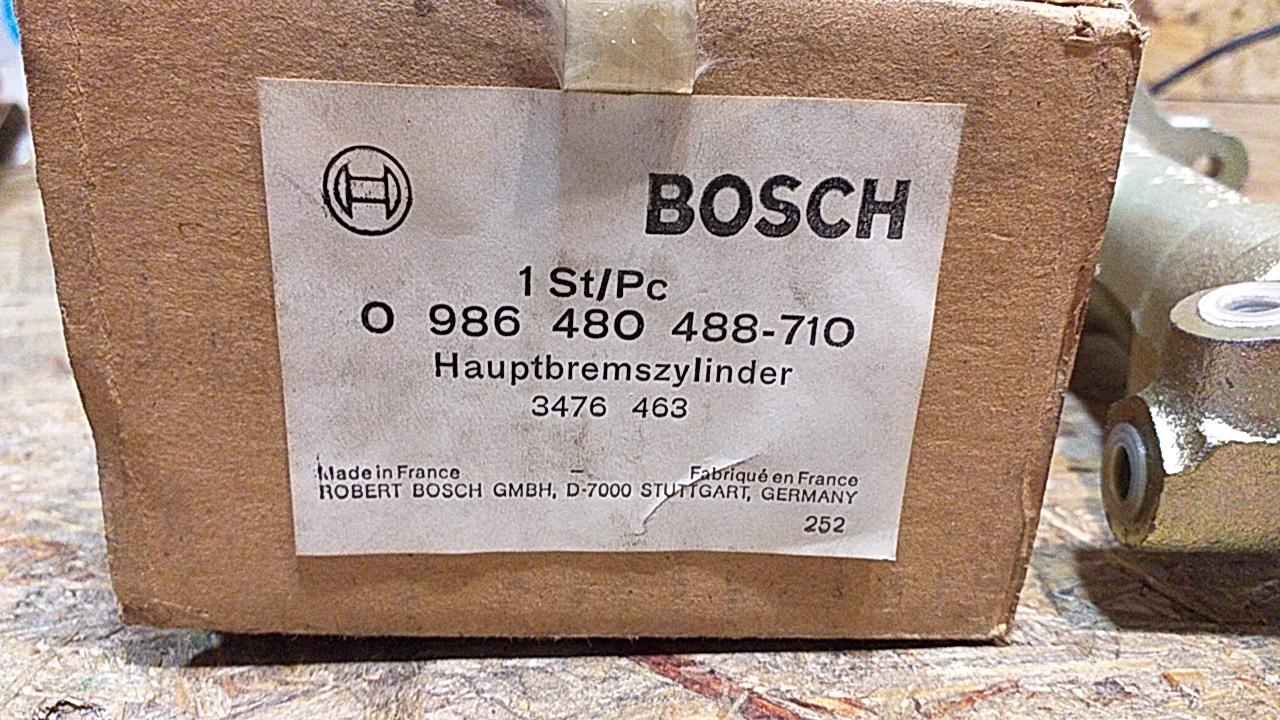 BOSCH
1 St/Pc
0 986 480 488-710
Hauptbremszylinder
3476 463
Made in France - Fabriqué en France
ROBERT BOSCH GMBH, D-7000 STUTTGART, GERMANY
252